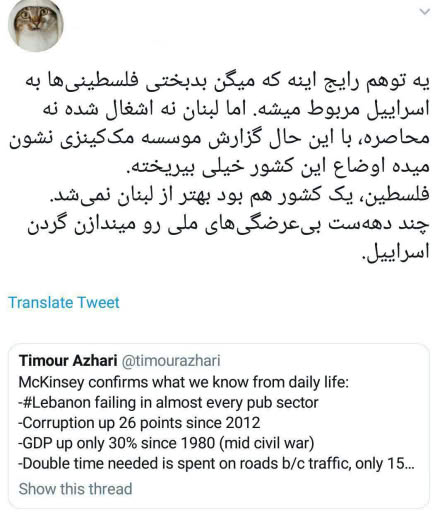 یه توهم رایج اینه که میگن بدبختی فلسطینی‌ها به
اسراییل مربوط میشه. اما لبنان نه اشغال شده نه
محاصره، با این حال گزارش موسسه مک‌کینزی نشون
میده اوضاع این کشور خیلی بیریخته.
فلسطین، یک کشور هم بود بهتر از لبنان نمی‌شد.
چند دهه‌ست بی‌عرضگی‌های ملی رو میندازن گردن
اسراییل.
Translate Tweet
Timour Azhari @timourazhari
McKinsey confirms what we know from daily life:
-#Lebanon failing in almost every pub sector
-Corruption up 26 points since 2012
-GDP up only 30% since 1980 (mid civil war)
-Double time needed is spent on roads b/c traffic, only 15...
Show this thread